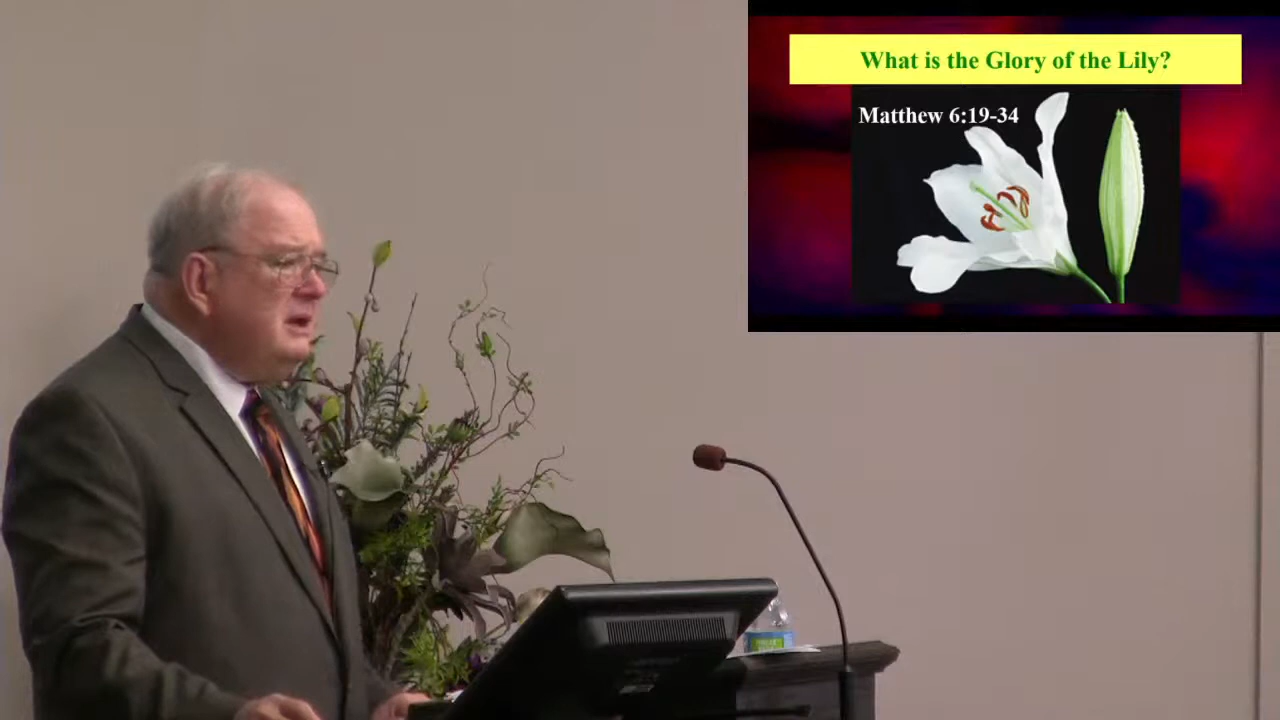 What is the Glory of the Lily?
Matthew 6:19-34